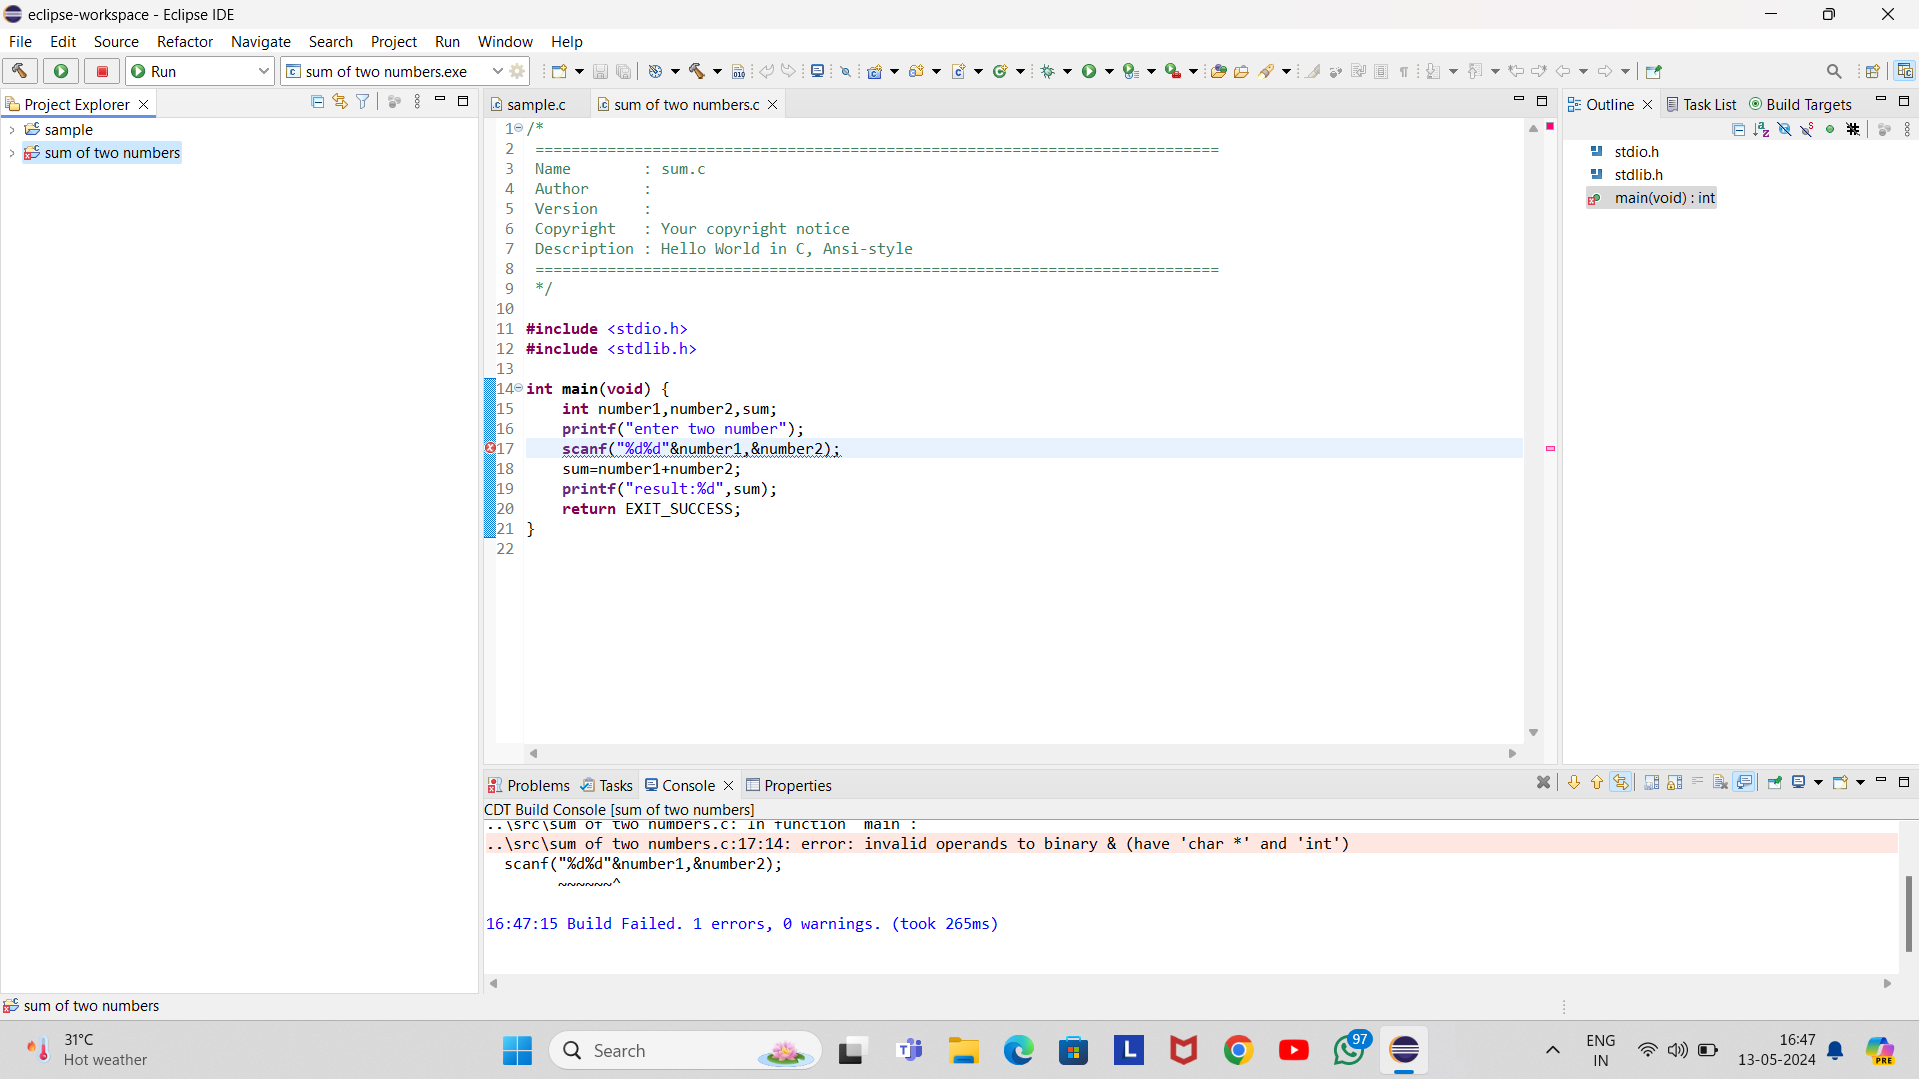 eclipse-workspace - Eclipse IDE
File Edit Source Refactor Navigate Search Project Run Window Help
Run sum of two numbers.exe
Project Explorer
sample
sum of two numbers
sample.c sum of two numbers.c
1 /*
2 ============================================================================
3 Name : sum.c
4 Author :
5 Version :
6 Copyright : Your copyright notice
7 Description : Hello World in C, Ansi-style
8 ============================================================================
9 */
10
11 #include <stdio.h>
12 #include <stdlib.h>
13
14 int main(void) {
15 int number1,number2,sum;
16 printf("enter two number");
17 scanf("%d%d"&number1,&number2);
18 sum=number1+number2;
19 printf("result:%d",sum);
20 return EXIT_SUCCESS;
21 }
22
Outline Task List Build Targets
stdio.h
stdlib.h
main(void) : int
Problems Tasks Console Properties
CDT Build Console [sum of two numbers]
..\src\sum of two numbers.c: In function 'main':
..\src\sum of two numbers.c:17:14: error: invalid operands to binary & (have 'char *' and 'int')
scanf("%d%d"&number1,&number2);
~~~~~~^
16:47:15 Build Failed. 1 errors, 0 warnings. (took 265ms)
sum of two numbers
31°C
Hot weather
Search
97
ENG
IN
16:47
13-05-2024
PRE